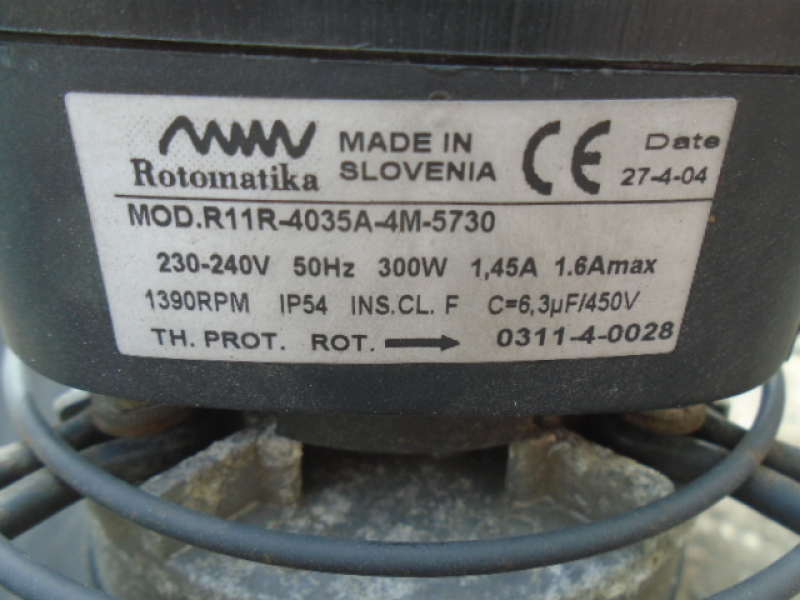 Rotomatika
MADE IN
SLOVENIA
CE
Date
27-4-04
MOD.R11R-4035A-4M-5730
230-240V 50Hz 300W 1,45A 1.6Amax
1390RPM IP54 INS.CL. F C=6,3µF/450V
TH. PROT. ROT. → 0311-4-0028